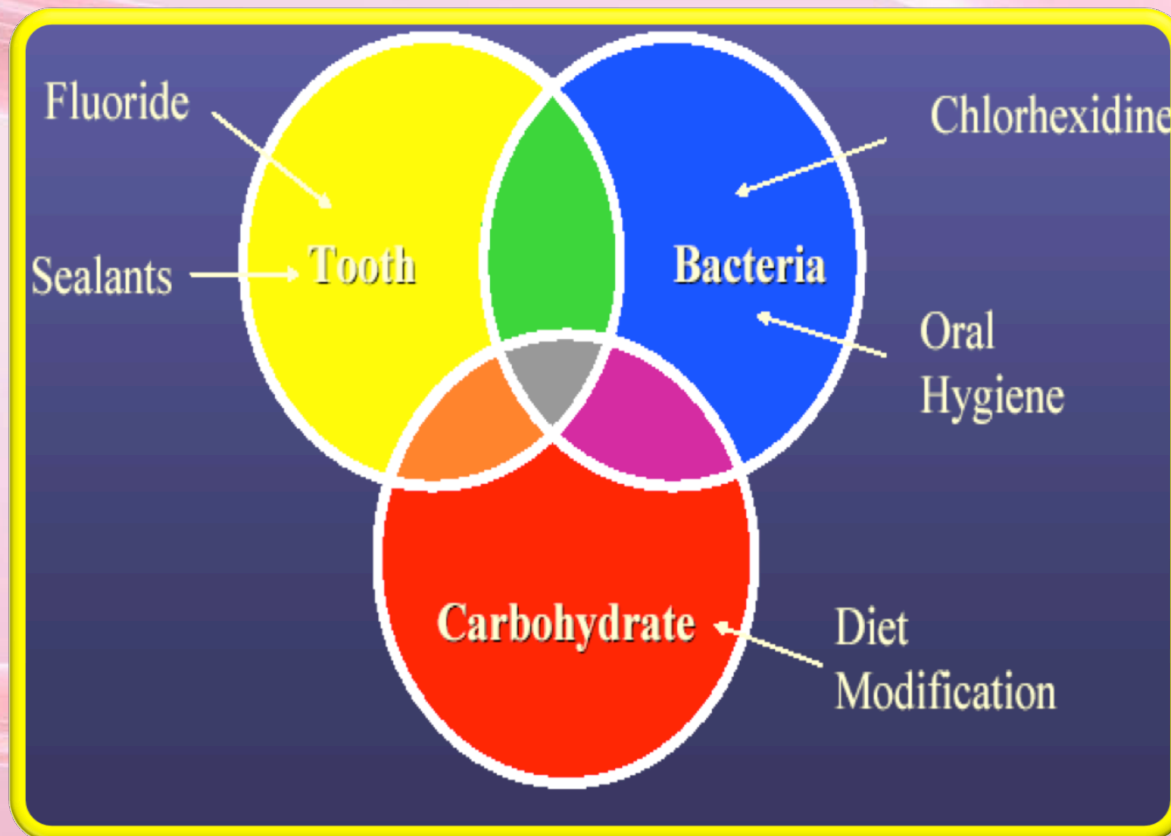 Fluoride
Chlorhexidine
Sealants
Tooth
Bacteria
Oral
Hygiene
Carbohydrate
Diet
Modification